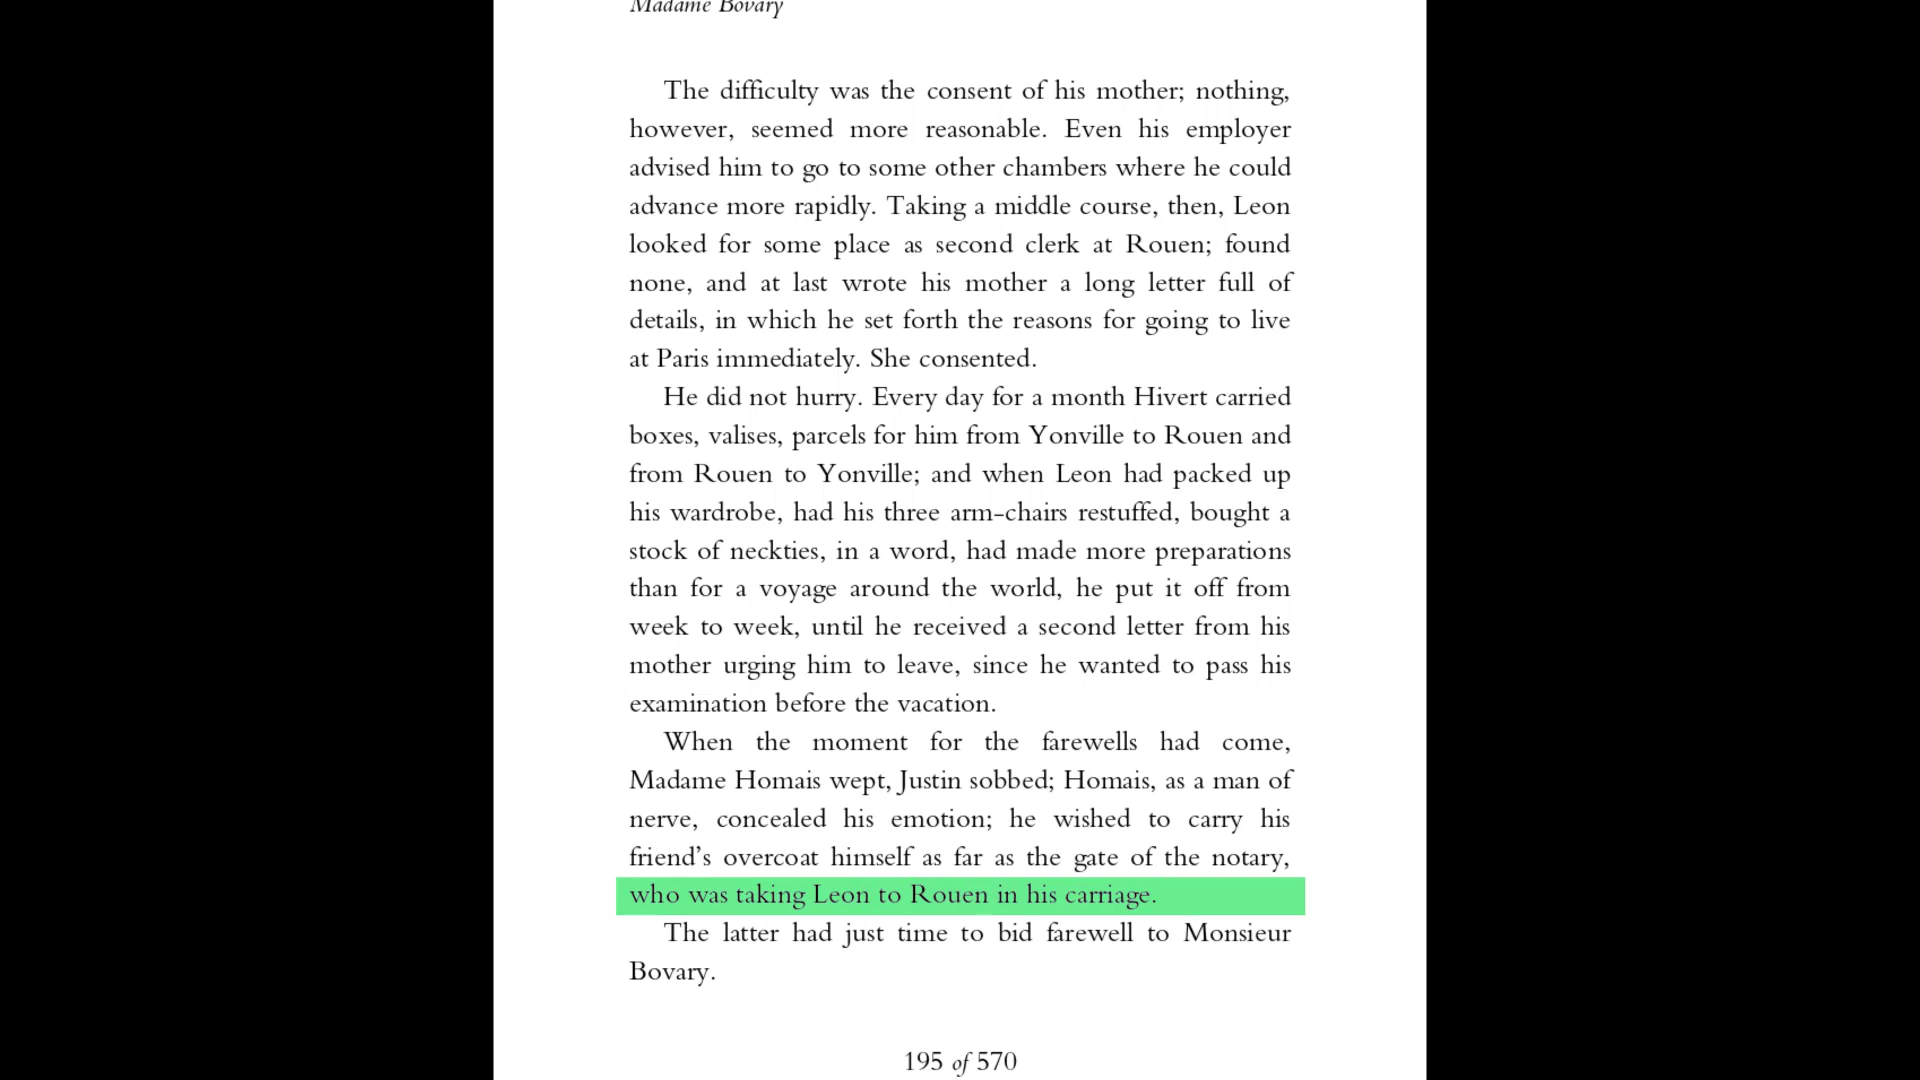 Madame Bovary
The difficulty was the consent of his mother; nothing,
however, seemed more reasonable. Even his employer
advised him to go to some other chambers where he could
advance more rapidly. Taking a middle course, then, Leon
looked for some place as second clerk at Rouen; found
none, and at last wrote his mother a long letter full of
details, in which he set forth the reasons for going to live
at Paris immediately. She consented.
He did not hurry. Every day for a month Hivert carried
boxes, valises, parcels for him from Yonville to Rouen and
from Rouen to Yonville; and when Leon had packed up
his wardrobe, had his three arm-chairs restuffed, bought a
stock of neckties, in a word, had made more preparations
than for a voyage around the world, he put it off from
week to week, until he received a second letter from his
mother urging him to leave, since he wanted to pass his
examination before the vacation.
When the moment for the farewells had come,
Madame Homais wept, Justin sobbed; Homais, as a man of
nerve, concealed his emotion; he wished to carry his
friend’s overcoat himself as far as the gate of the notary,
who was taking Leon to Rouen in his carriage.
The latter had just time to bid farewell to Monsieur
Bovary.
195 of 570